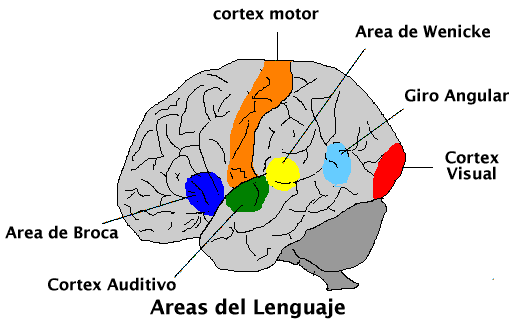 cortex motor
Area de Wenicke
Giro Angular
Cortex
Visual
Area de Broca
Cortex Auditivo
Areas del Lenguaje